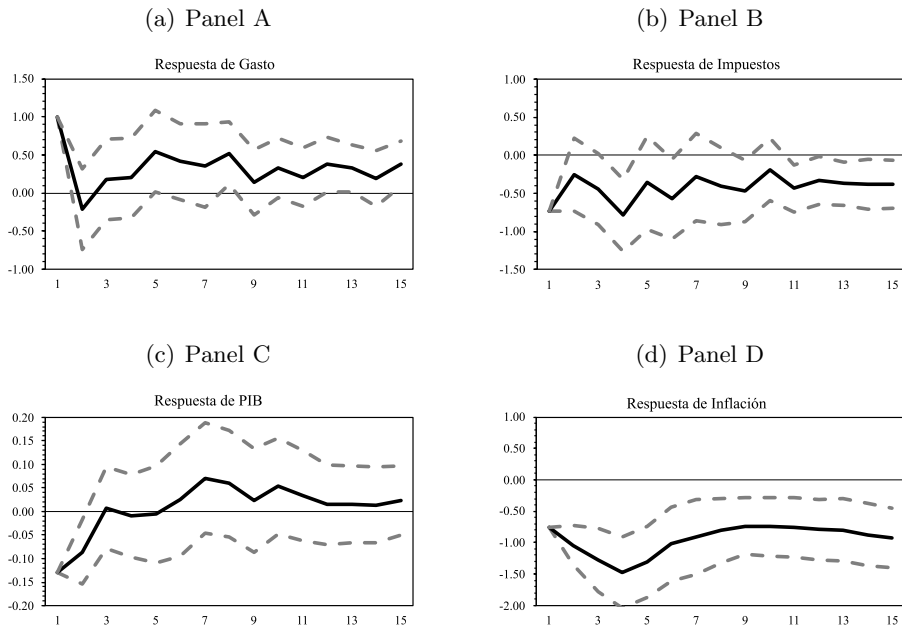 (a) Panel A
Respuesta de Gasto
1.50
1.00
0.50
0.00
-0.50
-1.00
1 3 5 7 9 11 13 15
(b) Panel B
Respuesta de Impuestos
1.00
0.50
0.00
-0.50
-1.00
-1.50
1 3 5 7 9 11 13 15
(c) Panel C
Respuesta de PIB
0.20
0.15
0.10
0.05
0.00
-0.05
-0.10
-0.15
-0.20
1 3 5 7 9 11 13 15
(d) Panel D
Respuesta de Inflación
1.00
0.50
0.00
-0.50
-1.00
-1.50
-2.00
1 3 5 7 9 11 13 15